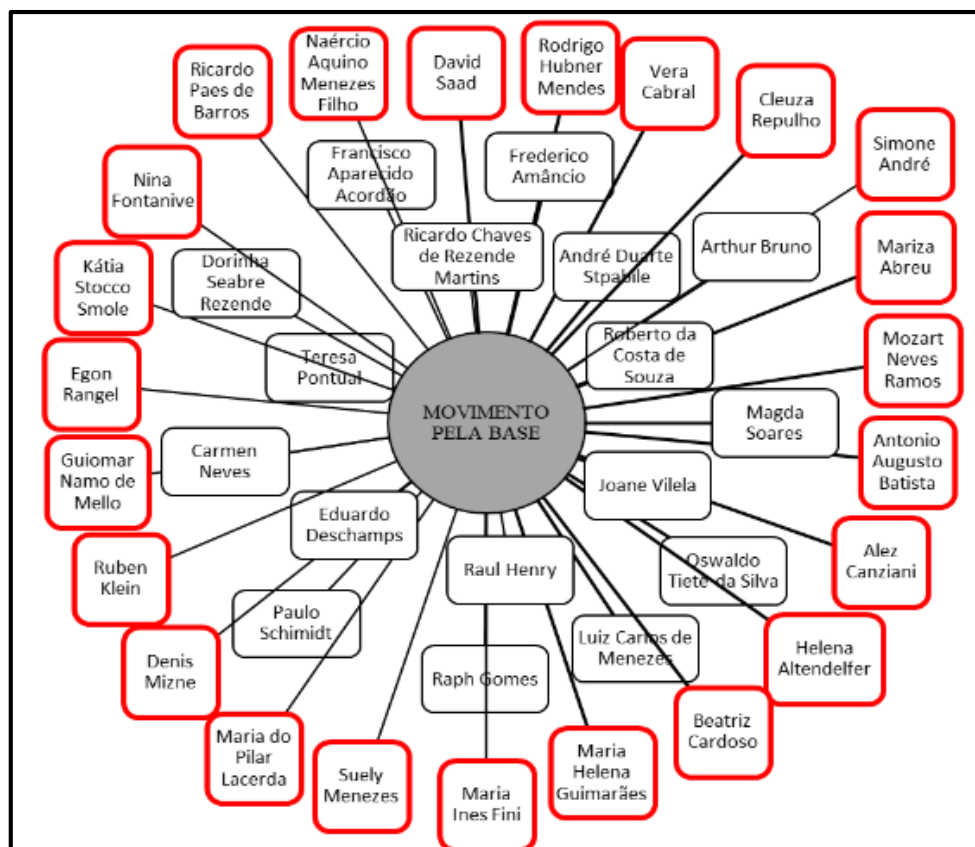 Naércio
Aquino
Menezes
Filho
David
Saad
Rodrigo
Hubner
Mendes
Vera
Cabral
Ricardo
Paes de
Barros
Cleuza
Repulho
Simone
André
Francisco
Aparecido
Acordão
Frederico
Amâncio
Nina
Fontanive
Ricardo Chaves
de Rezende
Martins
André Duarte
Stpabile
Arthur Bruno
Mariza
Abreu
Kátia
Stocco
Smole
Dorinha
Seabre
Rezende
Teresa
Pontual
Roberto da
Costa de
Souza
Mozart
Neves
Ramos
Egon
Rangel
MOVIMENTO
PELA BASE
Magda
Soares
Guiomar
Namo de
Mello
Carmen
Neves
Antonio
Augusto
Batista
Joane Vilela
Eduardo
Deschamps
Ruben
Klein
Raul Henry
Oswaldo
Tiete da Silva
Alez
Canziani
Paulo
Schimidt
Luiz Carlos de
Menezes
Helena
Altendelfer
Denis
Mizne
Raph Gomes
Beatriz
Cardoso
Maria do
Pilar
Lacerda
Suely
Menezes
Maria
Ines Fini
Maria
Helena
Guimarães